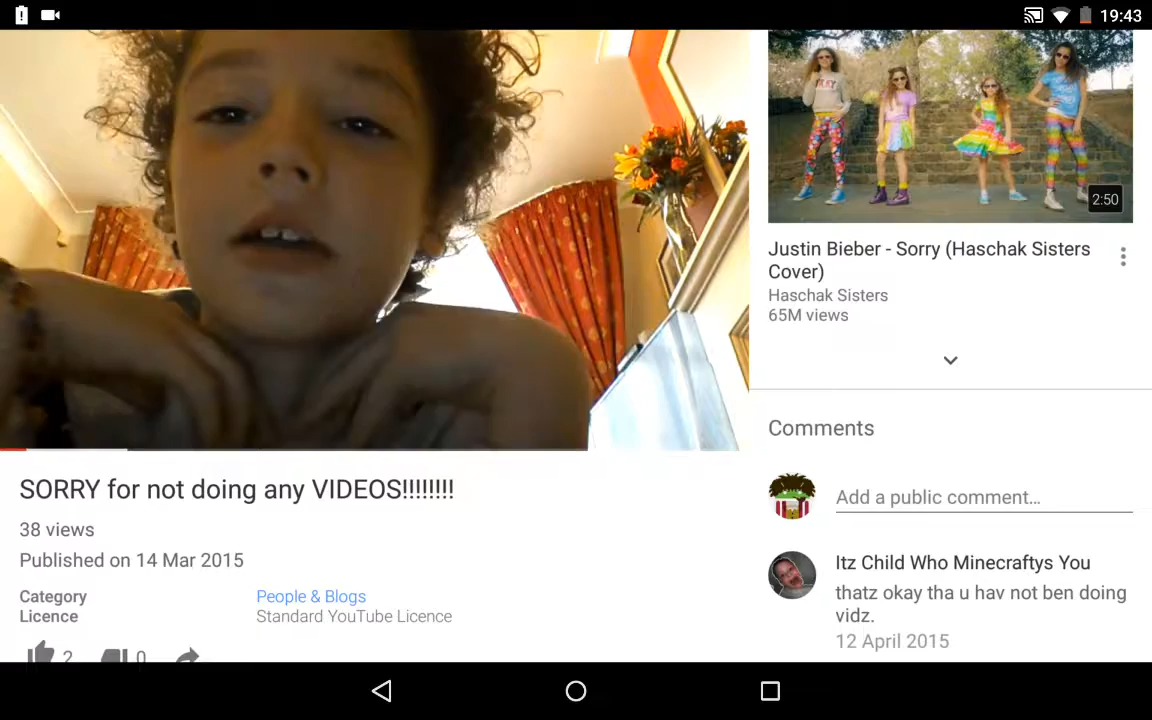 19:43
2:50
Justin Bieber - Sorry (Haschak Sisters
Cover)
Haschak Sisters
65M views
SORRY for not doing any VIDEOS!!!!!!!!
38 views
Published on 14 Mar 2015
Category People & Blogs
Licence Standard YouTube Licence
2 0
Comments
Add a public comment...
Itz Child Who Minecraftys You
thatz okay tha u hav not ben doing
vidz.
12 April 2015